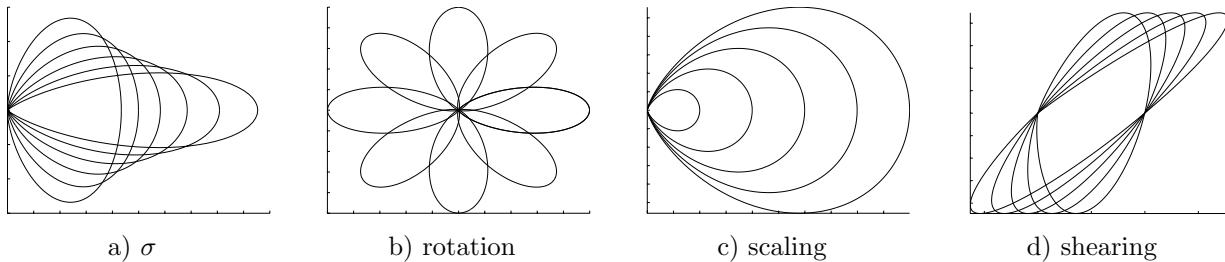 a) σ
b) rotation
c) scaling
d) shearing